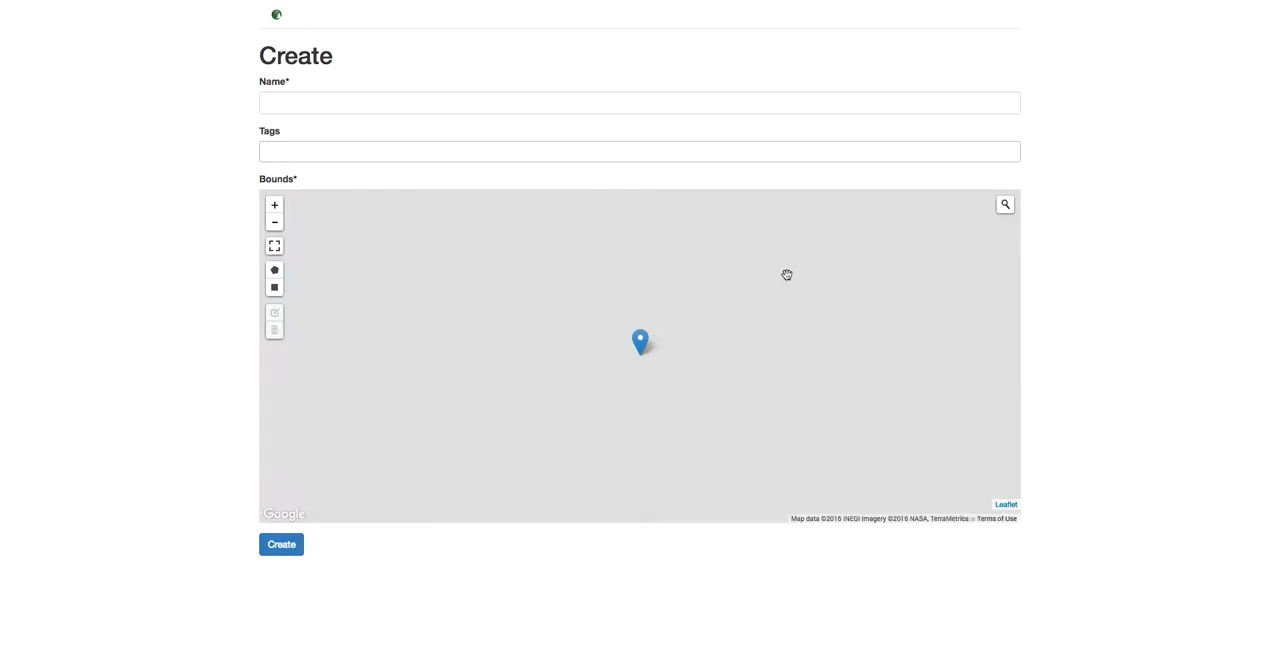 Create
Name*
Tags
Bounds*
+
-
Google
Leaflet
Map data ©2016 INEGI Imagery ©2016 NASA, TerraMetrics
Terms of Use
Create